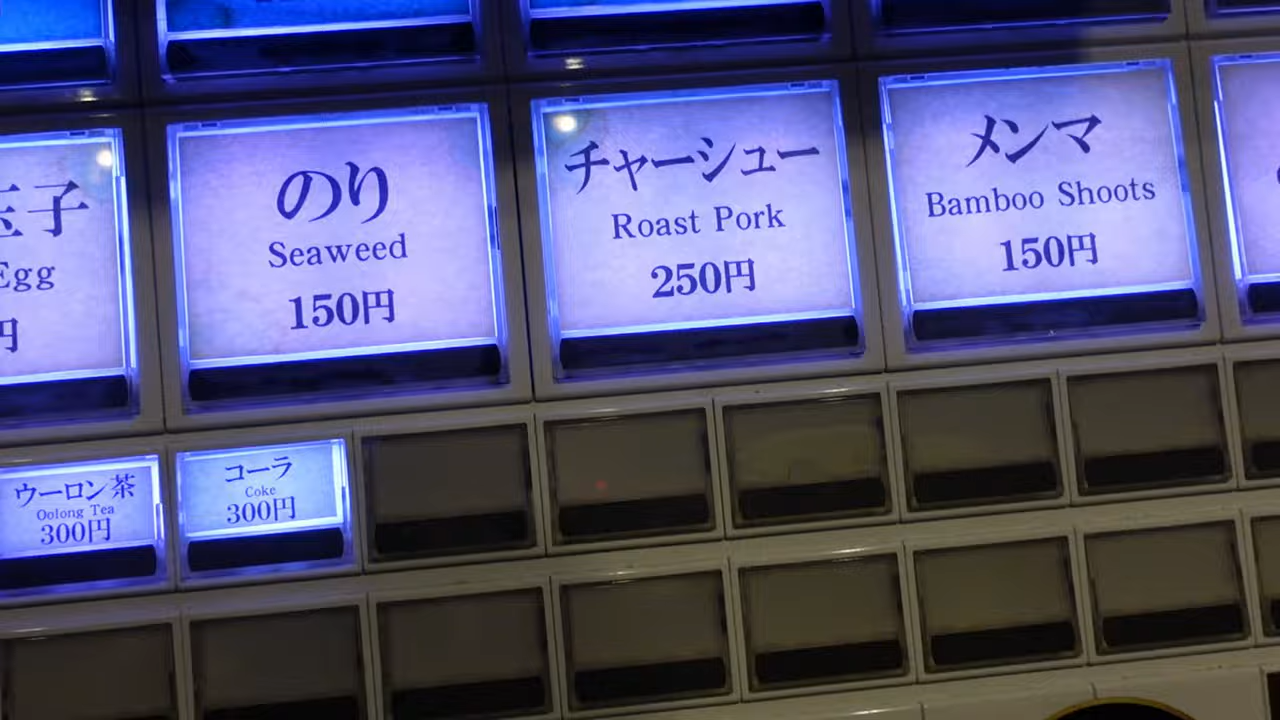 玉子
Egg
円
のり
Seaweed
150円
チャーシュー
Roast Pork
250円
メンマ
Bamboo Shoots
150円
ウーロン茶
Oolong Tea
300円
コーラ
Coke
300円